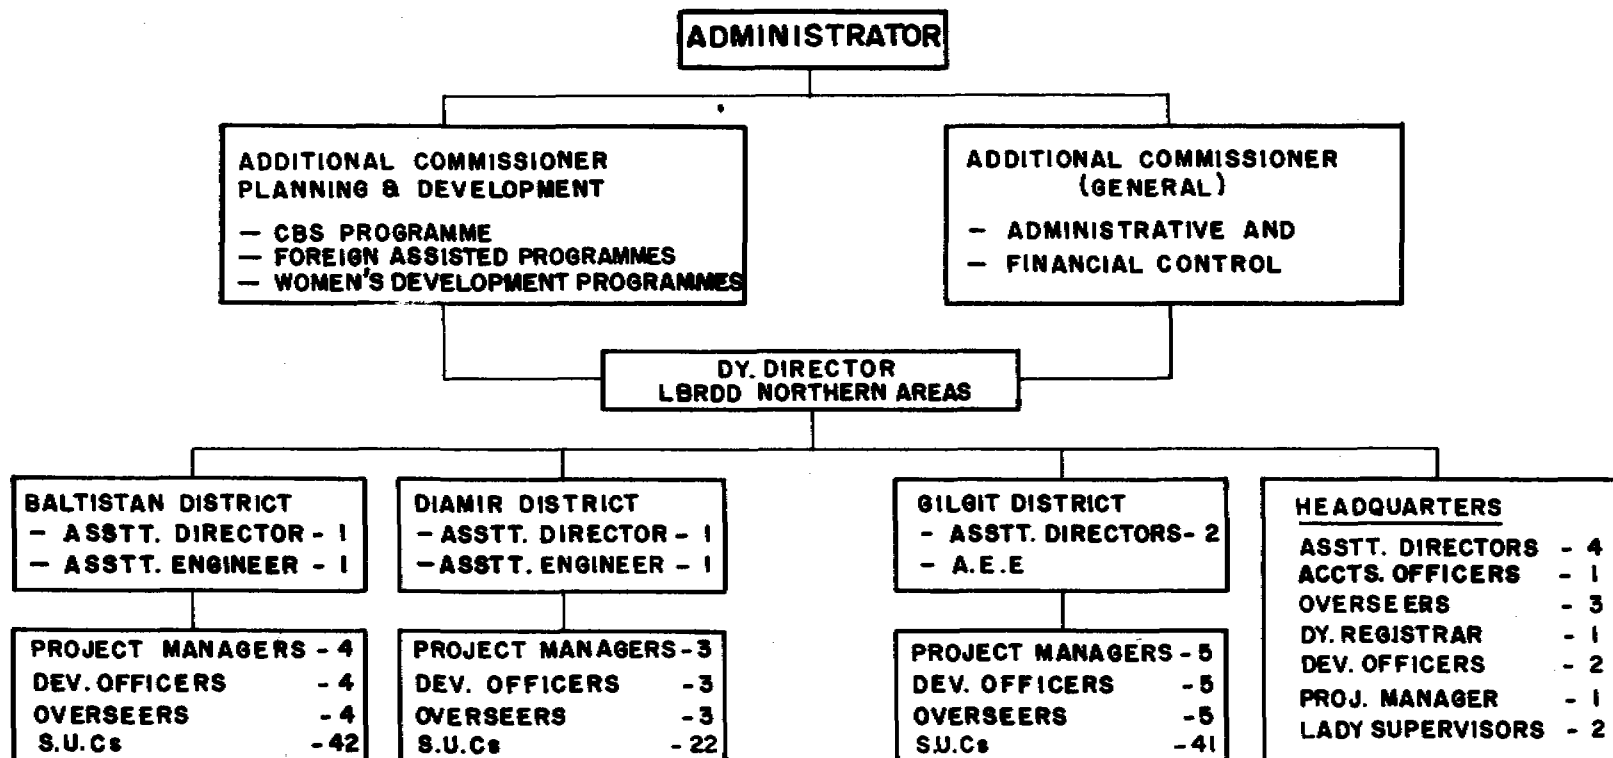 ADMINISTRATOR
ADDITIONAL COMMISSIONER
PLANNING & DEVELOPMENT
— CBS PROGRAMME
— FOREIGN ASSISTED PROGRAMMES
— WOMEN'S DEVELOPMENT PROGRAMMES
ADDITIONAL COMMISSIONER
(GENERAL)
- ADMINISTRATIVE AND
- FINANCIAL CONTROL
DY. DIRECTOR
LBRDD NORTHERN AREAS
BALTISTAN DISTRICT
- ASSTT. DIRECTOR - 1
- ASSTT. ENGINEER - 1
PROJECT MANAGERS - 4
DEV. OFFICERS - 4
OVERSEERS - 4
S.U.Cs - 42
DIAMIR DISTRICT
- ASSTT. DIRECTOR - 1
- ASSTT. ENGINEER - 1
PROJECT MANAGERS - 3
DEV. OFFICERS - 3
OVERSEERS - 3
S.U.Cs - 22
GILGIT DISTRICT
- ASSTT. DIRECTORS - 2
- A.E.E
PROJECT MANAGERS - 5
DEV. OFFICERS - 5
OVERSEERS - 5
S.U.Cs - 41
HEADQUARTERS
ASSTT. DIRECTORS - 4
ACCTS. OFFICERS - 1
OVERSEERS - 3
DY. REGISTRAR - 1
DEV. OFFICERS - 2
PROJ. MANAGER - 1
LADY SUPERVISORS - 2